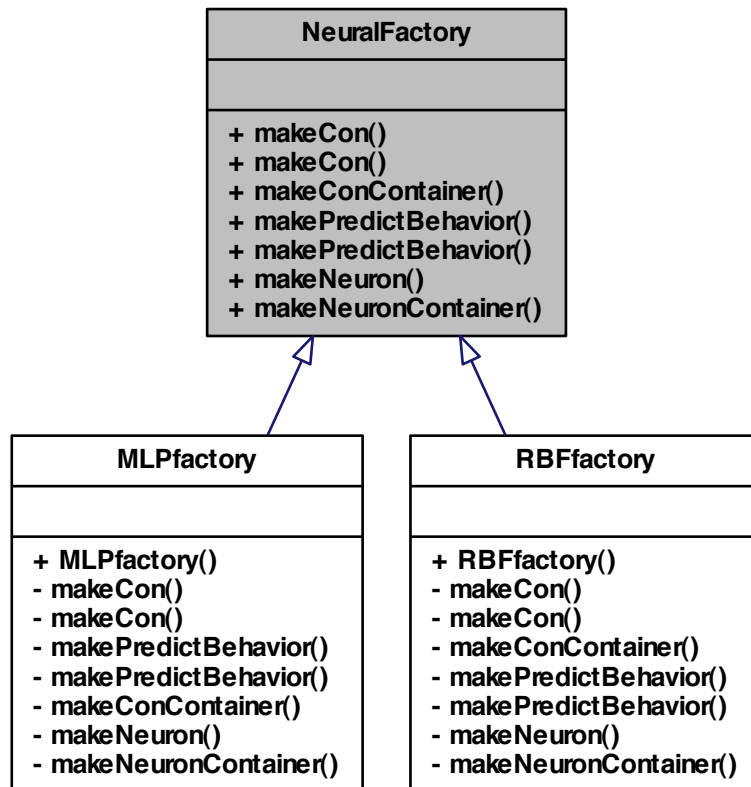 NeuralFactory
+ makeCon()
+ makeCon()
+ makeConContainer()
+ makePredictBehavior()
+ makePredictBehavior()
+ makeNeuron()
+ makeNeuronContainer()
MLPfactory
+ MLPfactory()
- makeCon()
- makeCon()
- makePredictBehavior()
- makePredictBehavior()
- makeConContainer()
- makeNeuron()
- makeNeuronContainer()
RBFfactory
+ RBFfactory()
- makeCon()
- makeCon()
- makeConContainer()
- makePredictBehavior()
- makePredictBehavior()
- makeNeuron()
- makeNeuronContainer()